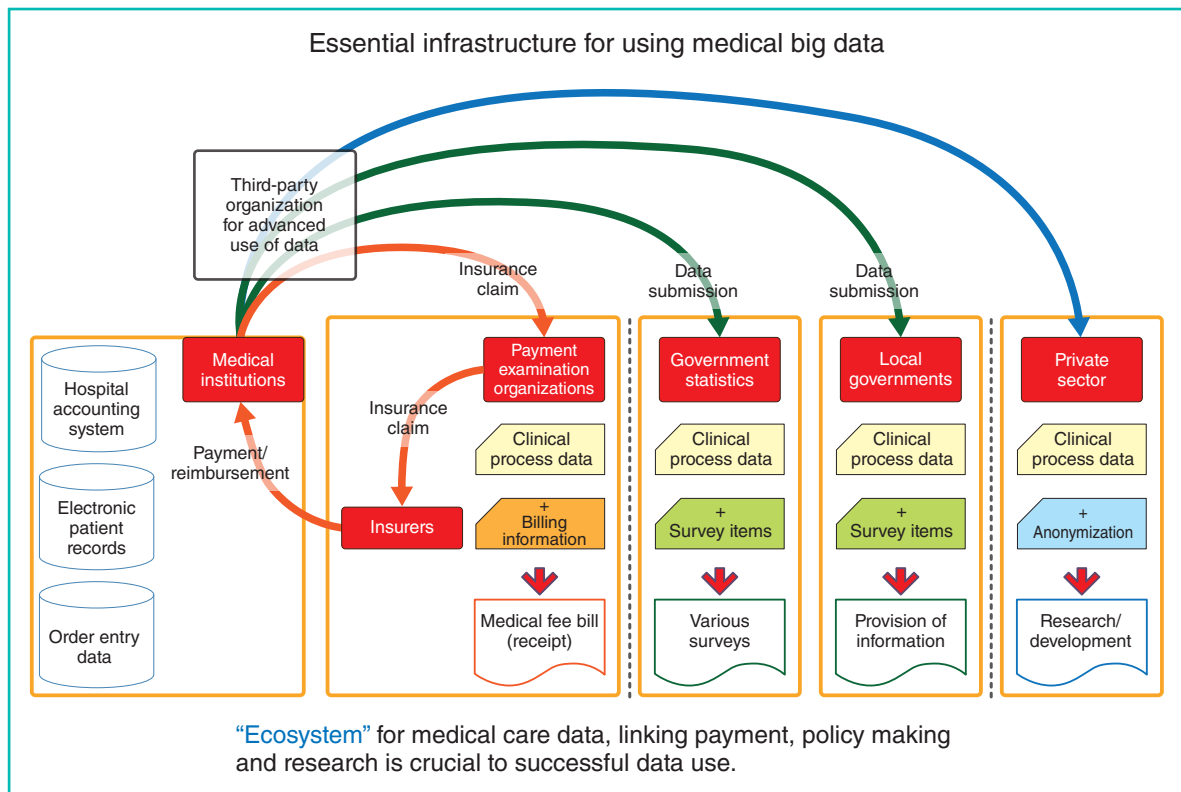 Essential infrastructure for using medical big data
Third-party
organization
for advanced
use of data
Insurance
claim
Data
submission
Data
submission
Medical
institutions
Hospital
accounting
system
Electronic
patient
records
Order entry
data
Payment/
reimbursement
Insurance
claim
Insurers
Payment
examination
organizations
Clinical
process data
+
Billing
information
Medical fee bill
(receipt)
Government
statistics
Clinical
process data
+
Survey items
Various
surveys
Local
governments
Clinical
process data
+
Survey items
Provision of
information
Private
sector
Clinical
process data
+
Anonymization
Research/
development
“Ecosystem” for medical care data, linking payment, policy making
and research is crucial to successful data use.